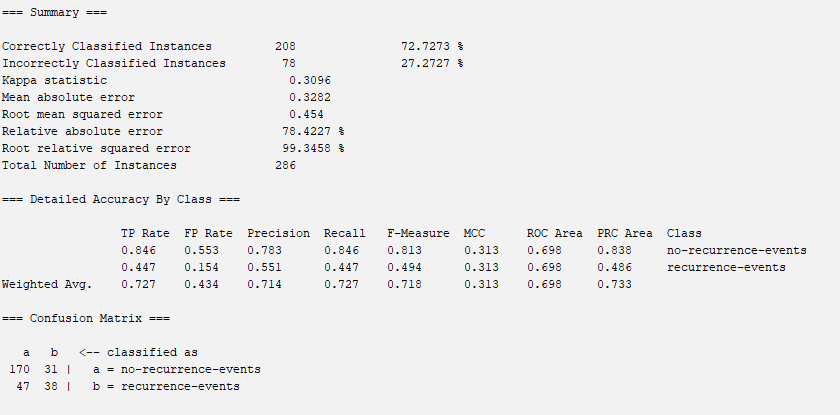 === Summary ===
Correctly Classified Instances 208 72.7273 %
Incorrectly Classified Instances 78 27.2727 %
Kappa statistic 0.3096
Mean absolute error 0.3282
Root mean squared error 0.454
Relative absolute error 78.4227 %
Root relative squared error 99.3458 %
Total Number of Instances 286
=== Detailed Accuracy By Class ===
TP Rate FP Rate Precision Recall F-Measure MCC ROC Area PRC Area Class
0.846 0.553 0.783 0.846 0.813 0.313 0.698 0.838 no-recurrence-events
0.447 0.154 0.551 0.447 0.494 0.313 0.698 0.486 recurrence-events
Weighted Avg. 0.727 0.434 0.714 0.727 0.718 0.313 0.698 0.733
=== Confusion Matrix ===
a b <-- classified as
170 31 | a = no-recurrence-events
47 38 | b = recurrence-events